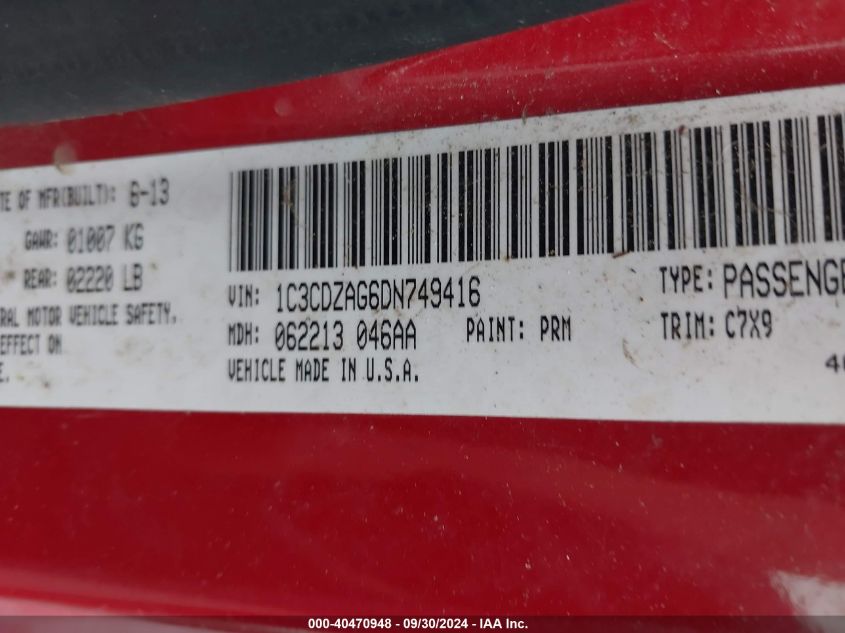 TE OF MFR(BUILT): 6-13
GAWR: 01007 KG
REAR: 02220 LB
RAL MOTOR VEHICLE SAFETY,
EFFECT ON
E.
VIN: 1C3CDZAG6DN749416
TYPE: PASSENGE
MDH: 062213 046AA
PAINT: PRM
TRIM: C7X9
VEHICLE MADE IN U.S.A.
000-40470948 - 09/30/2024 - IAA Inc.